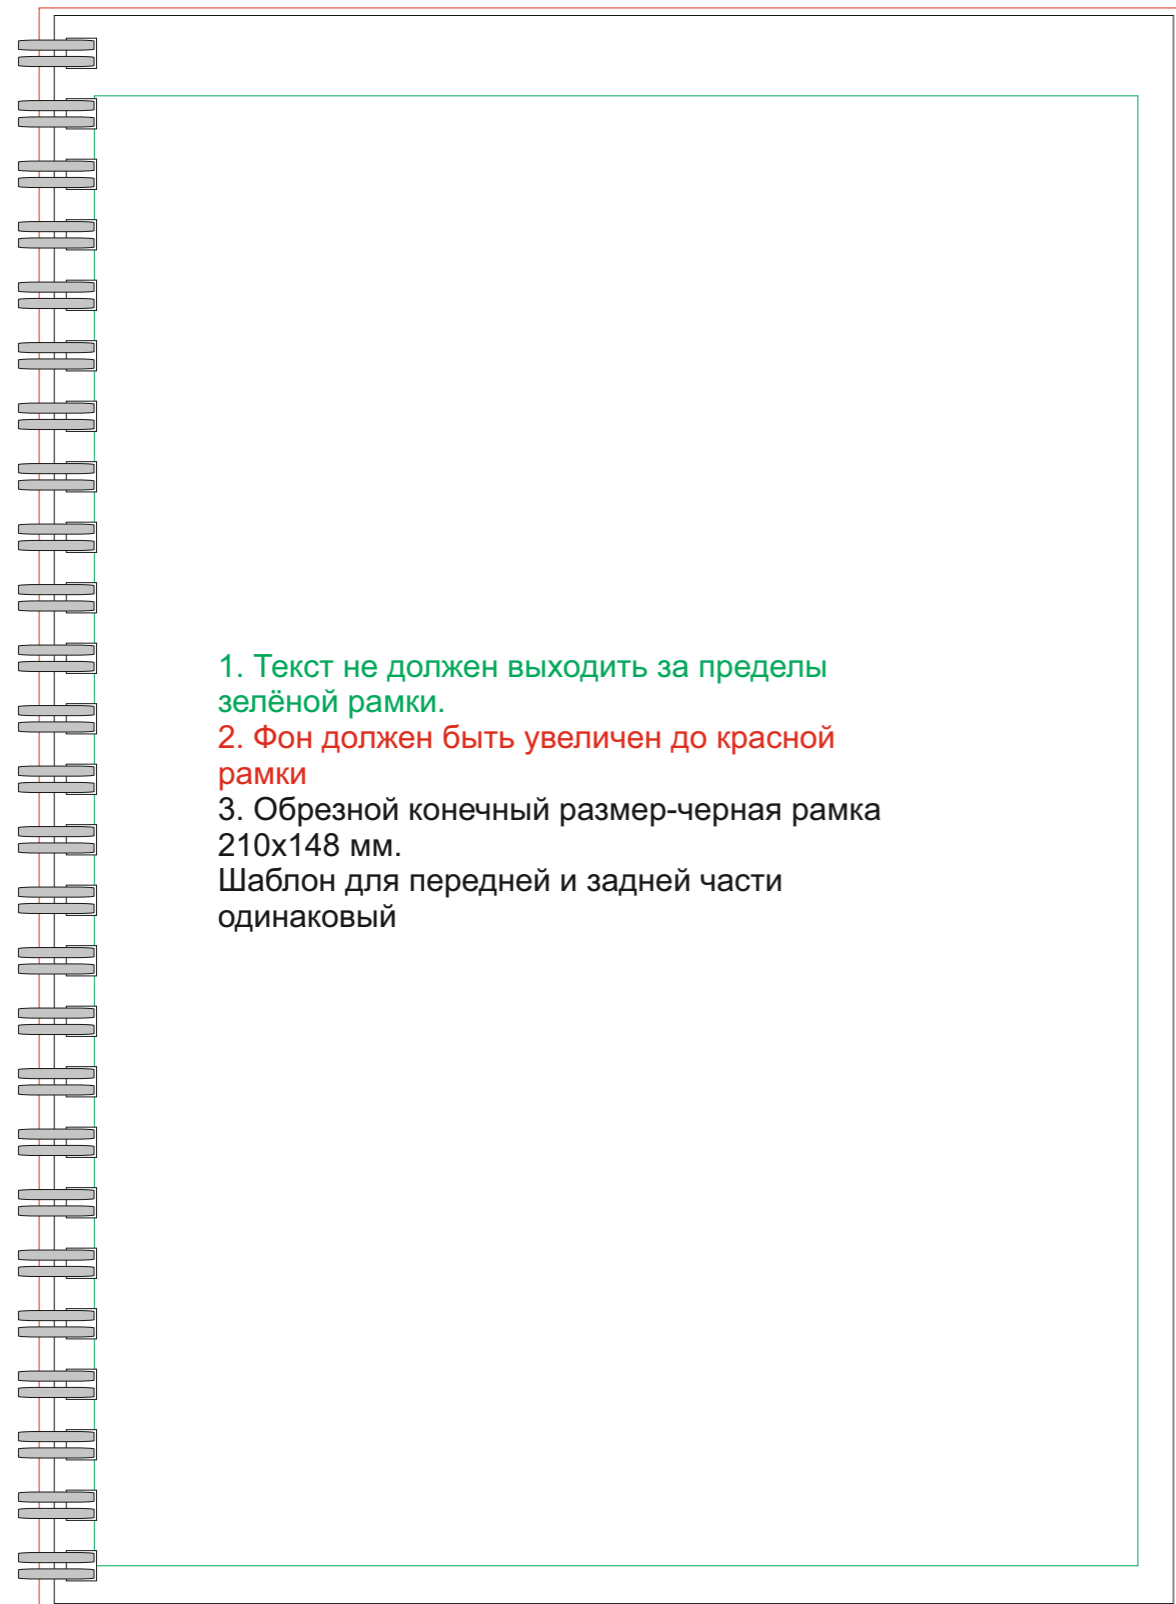 1. Текст не должен выходить за пределы
зелёной рамки.
2. Фон должен быть увеличен до красной
рамки
3. Обрезной конечный размер-черная рамка
210х148 мм.
Шаблон для передней и задней части
одинаковый